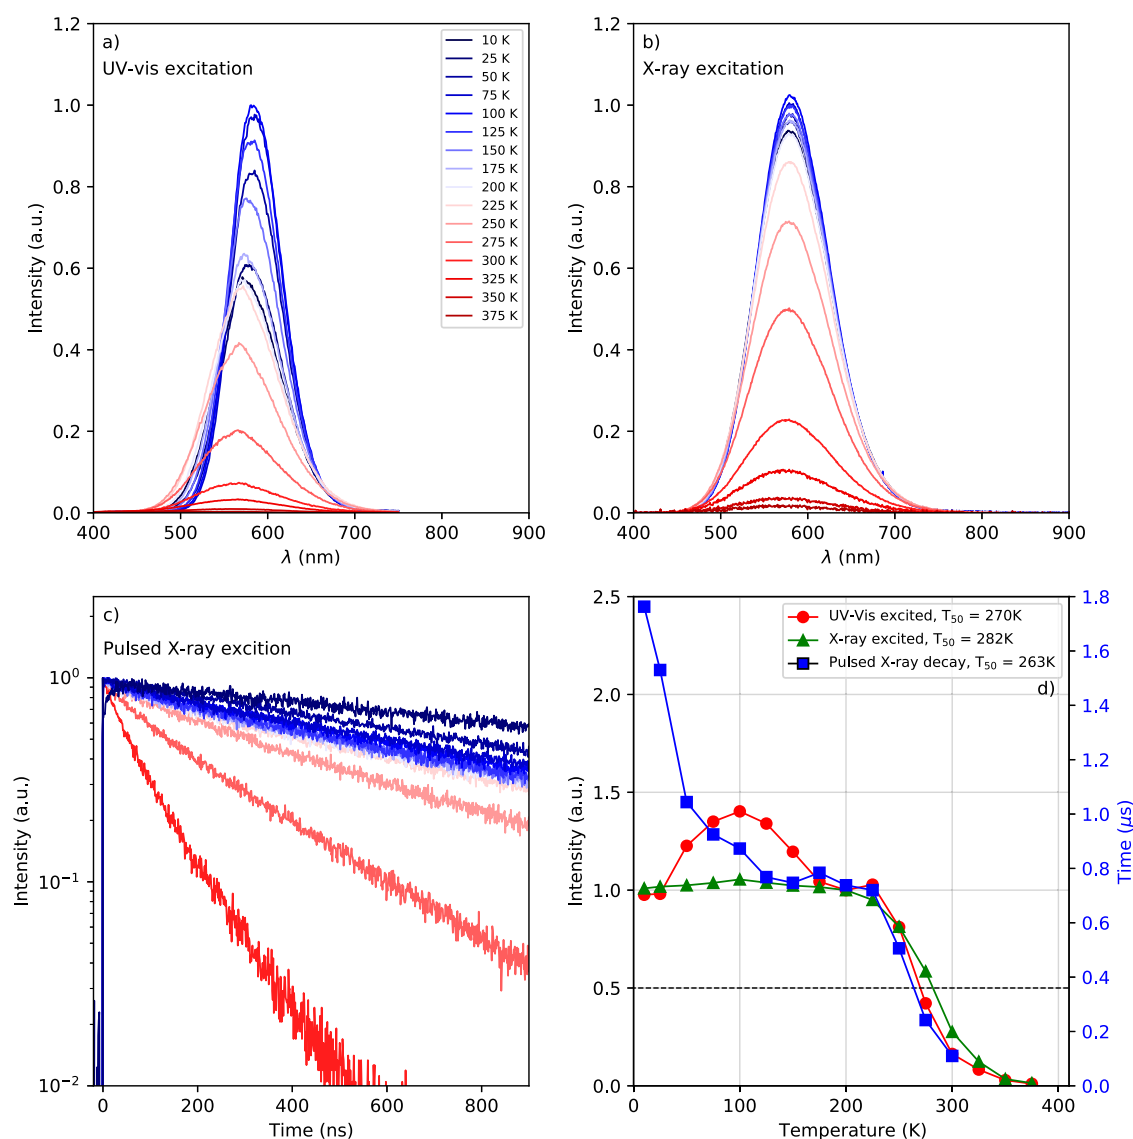 a)
UV-vis excitation
10 K
25 K
50 K
75 K
100 K
125 K
150 K
175 K
200 K
225 K
250 K
275 K
300 K
325 K
350 K
375 K
1.2
1.0
0.8
0.6
0.4
0.2
0.0
Intensity (a.u.)
400
500
600
700
800
900
λ (nm)
b)
X-ray excitation
1.2
1.0
0.8
0.6
0.4
0.2
0.0
Intensity (a.u.)
400
500
600
700
800
900
λ (nm)
c)
Pulsed X-ray excition
10⁰
10⁻¹
10⁻²
Intensity (a.u.)
0
200
400
600
800
Time (ns)
UV-Vis excited, T₅₀ = 270K
X-ray excited, T₅₀ = 282K
Pulsed X-ray decay, T₅₀ = 263K
d)
2.5
2.0
1.5
1.0
0.5
0.0
Intensity (a.u.)
1.8
1.6
1.4
1.2
1.0
0.8
0.6
0.4
0.2
0.0
Time (μs)
0
100
200
300
400
Temperature (K)